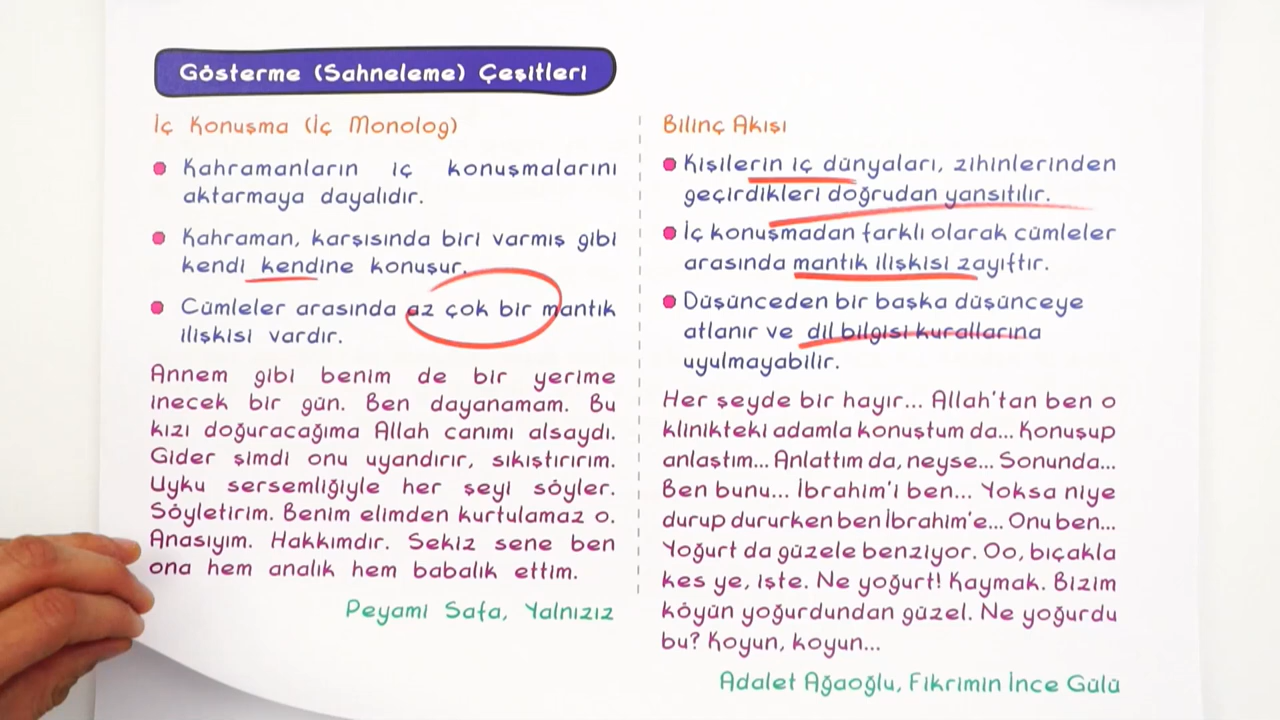 Gösterme (Sahneleme) Çeşitleri
İç Konuşma (İç Monolog)
Kahramanların iç konuşmalarını
aktarmaya dayalıdır.
Kahraman, karşısında biri varmış gibi
kendi kendine konuşur.
Cümleler arasında az çok bir mantık
ilişkisi vardır.
Annem gibi benim de bir yerime
inecek bir gün. Ben dayanamam. Bu
kızı doğuracağıma Allah canımı alsaydı.
Gider şimdi onu uyandırır, sıkıştırırım.
Uyku sersemliğiyle her şeyi söyler.
Söyletirim. Benim elimden kurtulamaz o.
Anasıyım. Hakkımdır. Sekiz sene ben
ona hem analık hem babalık ettim.
Peyami Safa, Yalnızız
Bilinç Akışı
Kişilerin iç dünyaları, zihinlerinden
geçirdikleri doğrudan yansıtılır.
İç konuşmadan farklı olarak cümleler
arasında mantık ilişkisi zayıftır.
Düşünceden bir başka düşünceye
atlanır ve dil bilgisi kurallarına
uyulmayabilir.
Her şeyde bir hayır... Allah'tan ben o
klinikteki adamla konuştum da... Konuşup
anlaştım... Anlattım da, neyse... Sonunda...
Ben bunu... İbrahim'i ben... Yoksa niye
durup dururken ben İbrahim'e... Onu ben...
Yoğurt da güzele benziyor. Oo, bıçakla
kes ye, işte. Ne yoğurt! Kaymak. Bizim
köyün yoğurdundan güzel. Ne yoğurdu
bu? Koyun, koyun...
Adalet Ağaoğlu, Fikrimin İnce Gülü